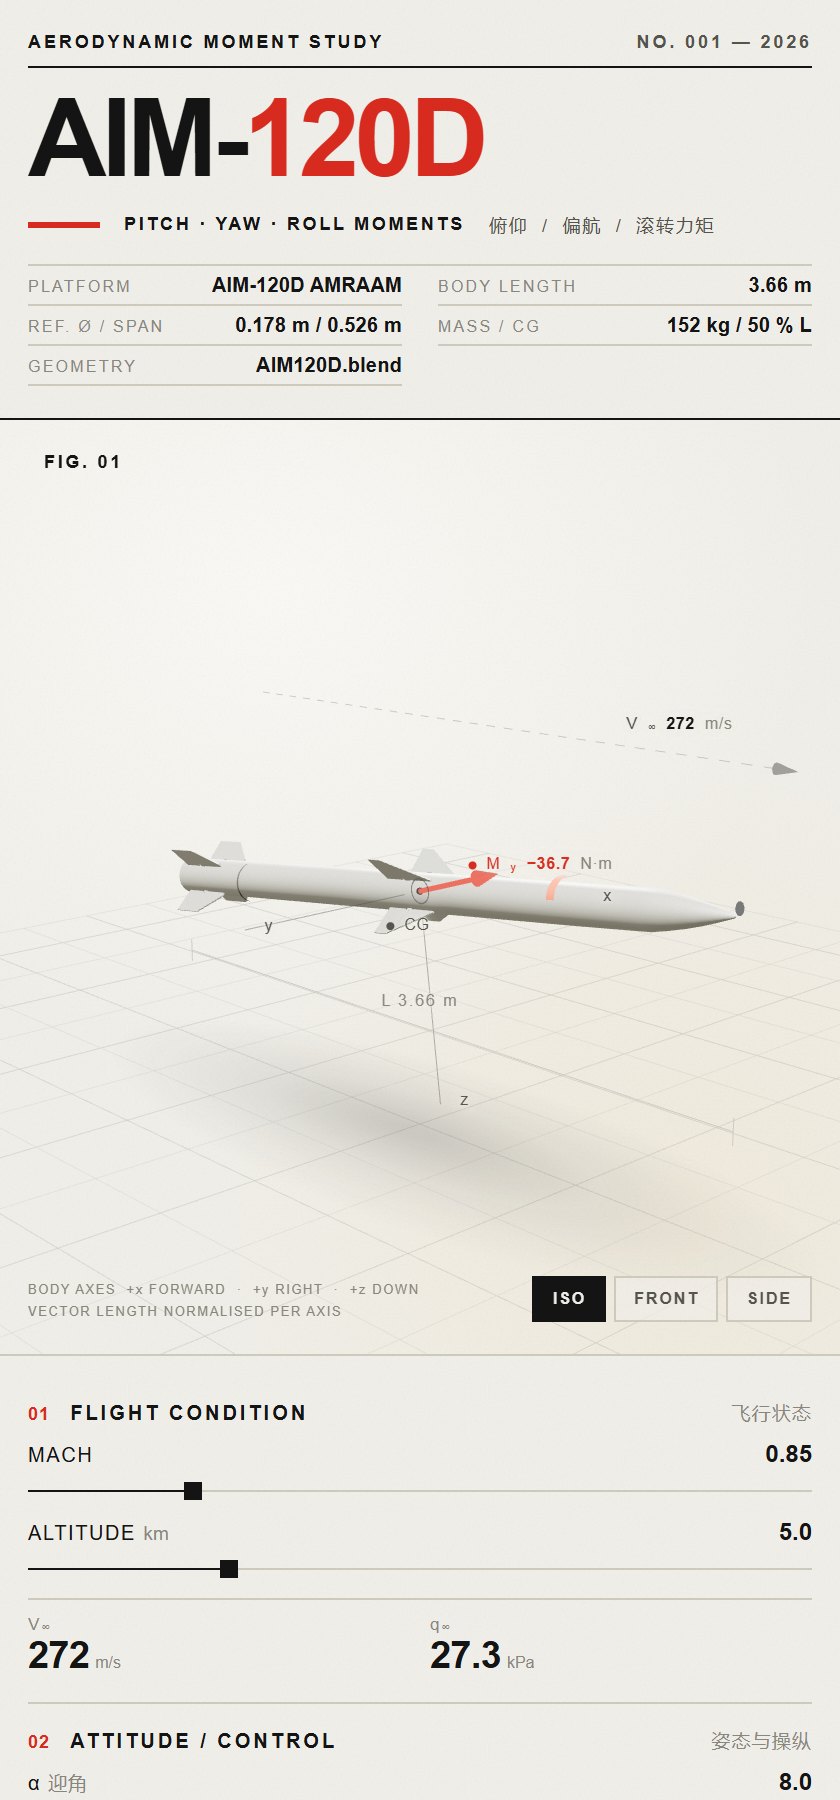 AERODYNAMIC MOMENT STUDY NO. 001 — 2026
AIM-120D
PITCH · YAW · ROLL MOMENTS 俯仰 / 偏航 / 滚转力矩
PLATFORM AIM-120D AMRAAM
BODY LENGTH 3.66 m
REF. Ø / SPAN 0.178 m / 0.526 m
MASS / CG 152 kg / 50 % L
GEOMETRY AIM120D.blend
FIG. 01
V ∞ 272 m/s
M y −36.7 N·m
x
y
CG
L 3.66 m
z
BODY AXES +x FORWARD · +y RIGHT · +z DOWN
VECTOR LENGTH NORMALISED PER AXIS
ISO FRONT SIDE
01 FLIGHT CONDITION 飞行状态
MACH 0.85
ALTITUDE km 5.0
V∞ q∞
272 m/s 27.3 kPa
02 ATTITUDE / CONTROL 姿态与操纵
α 迎角 8.0